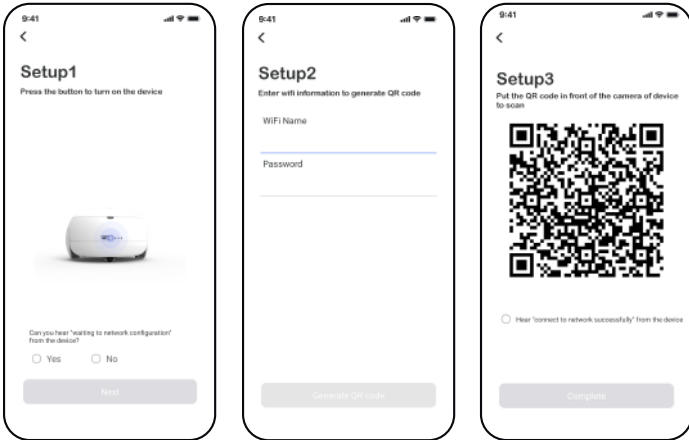 9:41
Setup1
Press the button to turn on the device
Can you hear "waiting to network configuration"
from the device?
Yes
No
Next
9:41
Setup2
Enter wifi information to generate QR code
WiFi Name
Password
Generate QR code
9:41
Setup3
Put the QR code in front of the camera of device
to scan
Hear "connect to network successfully" from the device
Complete